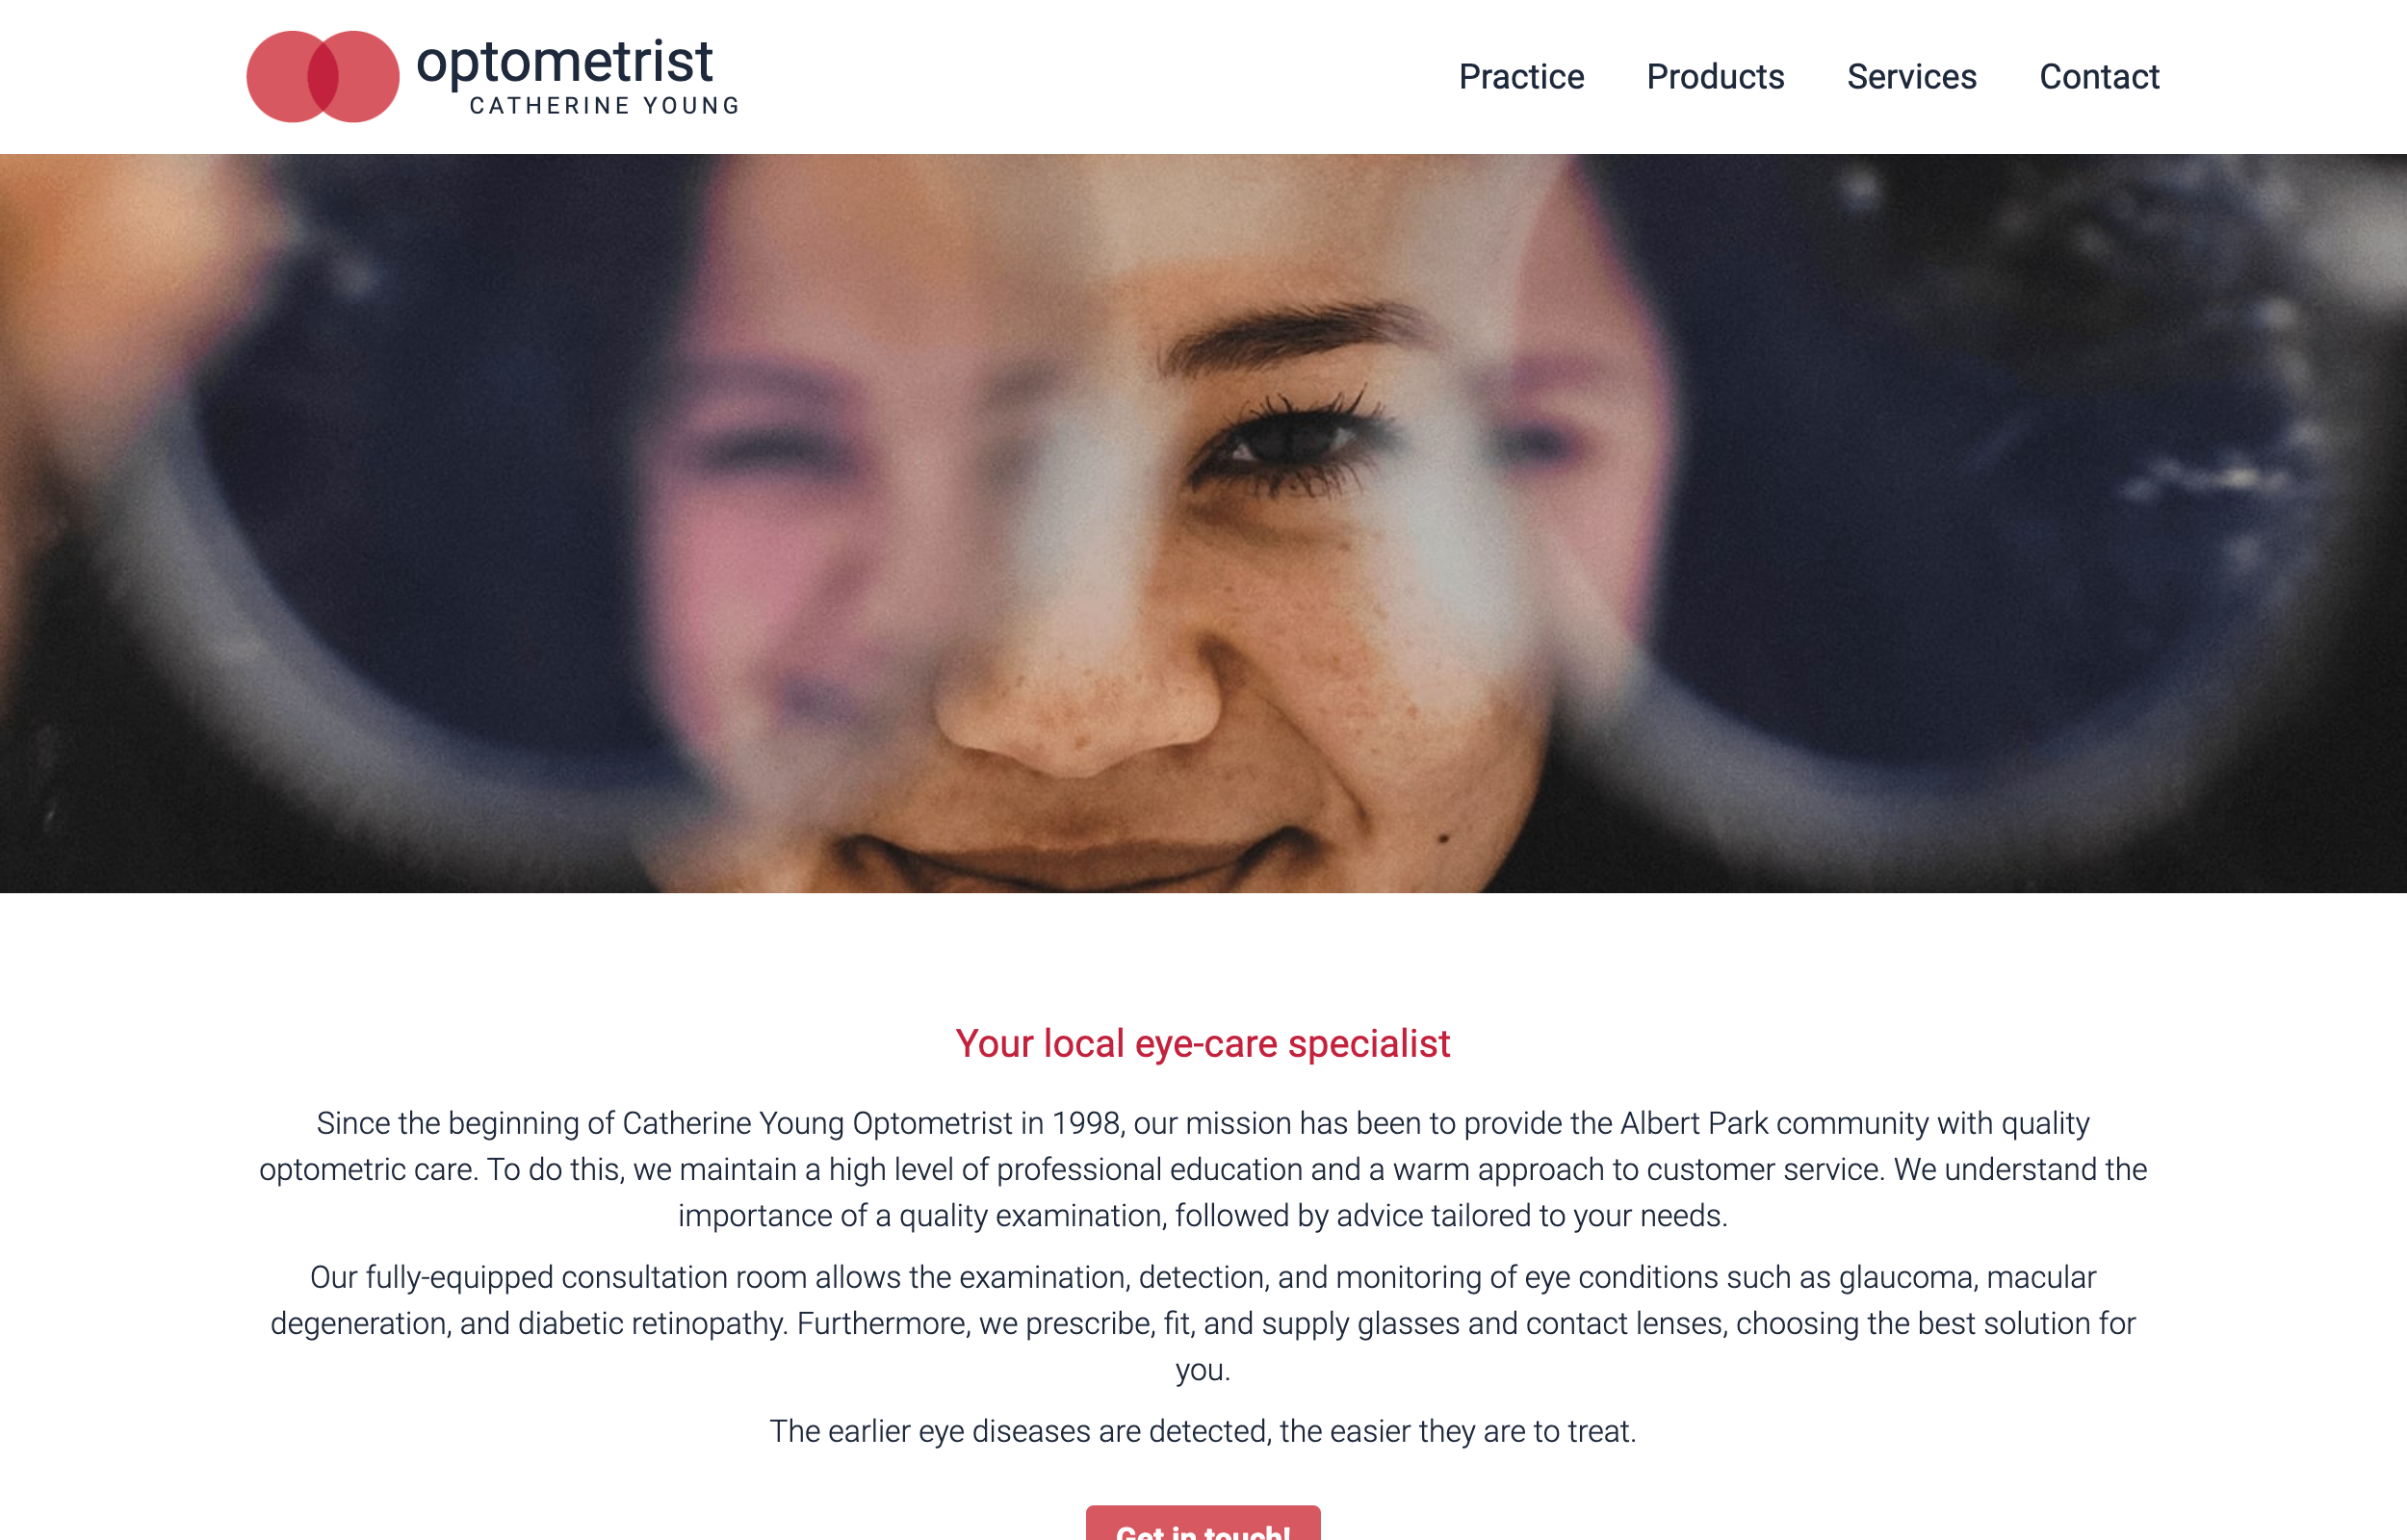 optometrist
CATHERINE YOUNG
Practice Products Services Contact
Your local eye-care specialist
Since the beginning of Catherine Young Optometrist in 1998, our mission has been to provide the Albert Park community with quality
optometric care. To do this, we maintain a high level of professional education and a warm approach to customer service. We understand the
importance of a quality examination, followed by advice tailored to your needs.
Our fully-equipped consultation room allows the examination, detection, and monitoring of eye conditions such as glaucoma, macular
degeneration, and diabetic retinopathy. Furthermore, we prescribe, fit, and supply glasses and contact lenses, choosing the best solution for
you.
The earlier eye diseases are detected, the easier they are to treat.
Get in touch!